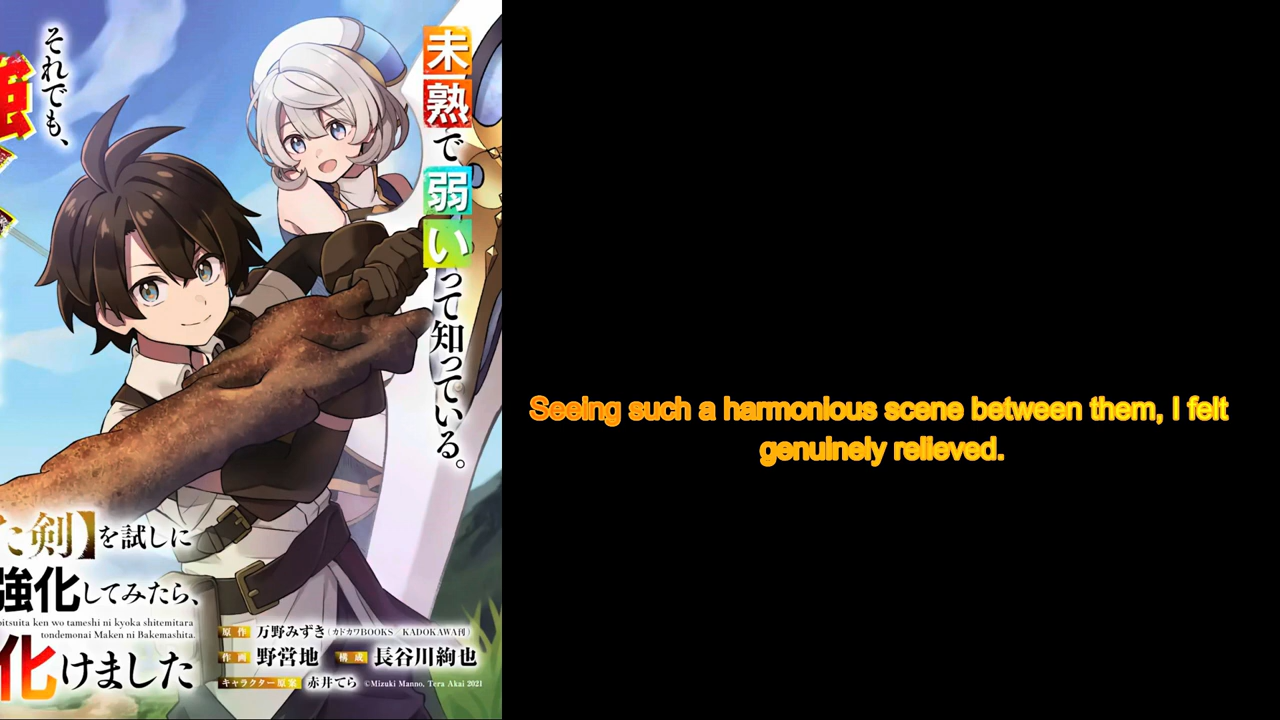 未熟で弱いって知っている。
それでも、
強
た剣】を試しに
強化してみたら、
bitsuita ken wo tameshi ni kyoka shitemitara
tondemonai Maken ni Bakemashita.
化けました
原作 万野みずき(カドカワBOOKS KADOKAWA刊)
作画 野営地 構成 長谷川絢也
キャラクター原案 赤井てら ©Mizuki Manno, Tera Akai 2021
Seeing such a harmonious scene between them, I felt
genuinely relieved.